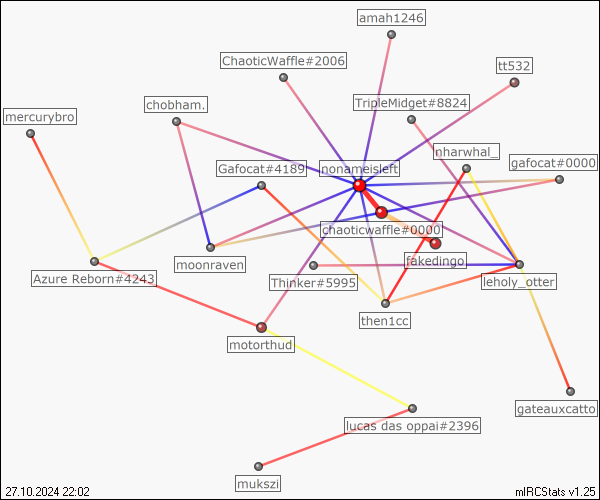 amah1246
ChaoticWaffle#2006
tt532
chobham.
TripleMidget#8824
mercurybro
nharwhal_
gafocat#0000
Gafocat#4189
nonameisleft
chaoticwaffle#0000
moonraven
fakedingo
Azure Reborn#4243
Thinker#5995
leholy_otter
then1cc
motorthud
gateauxcatto
lucas das oppai#2396
mukszi
27.10.2024 22:02
mIRCStats v1.25